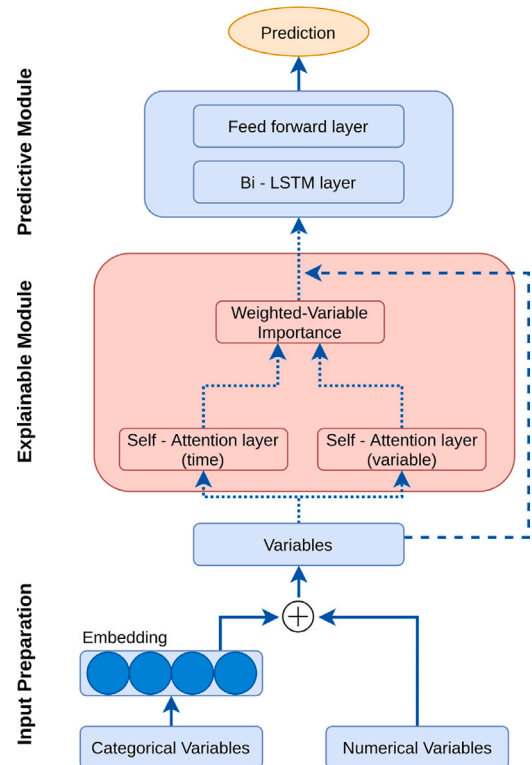 Prediction
Predictive Module
Feed forward layer
Bi - LSTM layer
Explainable Module
Weighted-Variable
Importance
Self - Attention layer
(time)
Self - Attention layer
(variable)
Variables
Input Preparation
Embedding
Categorical Variables
Numerical Variables